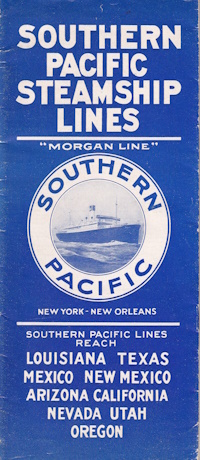 SOUTHERN
PACIFIC
STEAMSHIP
LINES
"MORGAN LINE"
SOUTHERN
PACIFIC
NEW YORK - NEW ORLEANS
SOUTHERN PACIFIC LINES
REACH
LOUISIANA TEXAS
MEXICO NEW MEXICO
ARIZONA CALIFORNIA
NEVADA UTAH
OREGON